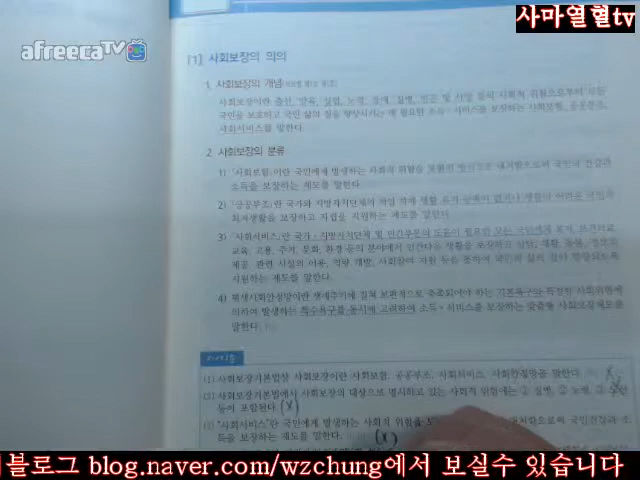 사마열혈tv
afreecaTV
[1] 사회보장의 의의
1. 사회보장의 개념
사회보장이란 출산, 양육, 실업, 노령, 장애, 질병, 빈곤 및 사망 등의 사회적 위험으로부터 모든
국민을 보호하고 국민 삶의 질을 향상시키는 데 필요한 소득·서비스를 보장하는 사회보험, 공공부조,
사회서비스를 말한다.
2. 사회보장의 분류
1) 「사회보험」이란 국민에게 발생하는 사회적 위험을 보험의 방식으로 대처함으로써 국민의 건강과
소득을 보장하는 제도를 말한다.
2) 「공공부조」란 국가와 지방자치단체의 책임 하에 생활 유지 능력이 없거나 생활이 어려운 국민의
최저생활을 보장하고 자립을 지원하는 제도를 말한다.
3) 「사회서비스」란 국가·지방자치단체 및 민간부문의 도움이 필요한 모든 국민에게 복지, 보건의료,
교육, 고용, 주거, 문화, 환경 등의 분야에서 인간다운 생활을 보장하고 상담, 재활, 돌봄, 정보의
제공, 관련 시설의 이용, 역량 개발, 사회참여 지원 등을 통하여 국민의 삶의 질이 향상되도록
지원하는 제도를 말한다.
4) 평생사회안전망이란 생애주기에 걸쳐 보편적으로 충족되어야 하는 기본욕구와 특정한 사회위험에
의하여 발생하는 특수욕구를 동시에 고려하여 소득·서비스를 보장하는 맞춤형 사회보장제도를
말한다.
(1) 사회보장기본법상 사회보장이란 사회보험, 공공부조, 사회서비스, 사회안전망을 말한다. X
(2) 사회보장기본법에서 사회보장의 대상으로 명시하고 있는 사회적 위험에는 ① 질병, ② 노령, ③
등이 포함된다. (X)
(3) "사회서비스"란 국민에게 발생하는 사회적 위험을 대처함으로써 국민건강과 소
득을 보장하는 제도를 말한다. (X)
블로그 blog.naver.com/wzchung에서 보실수 있습니다